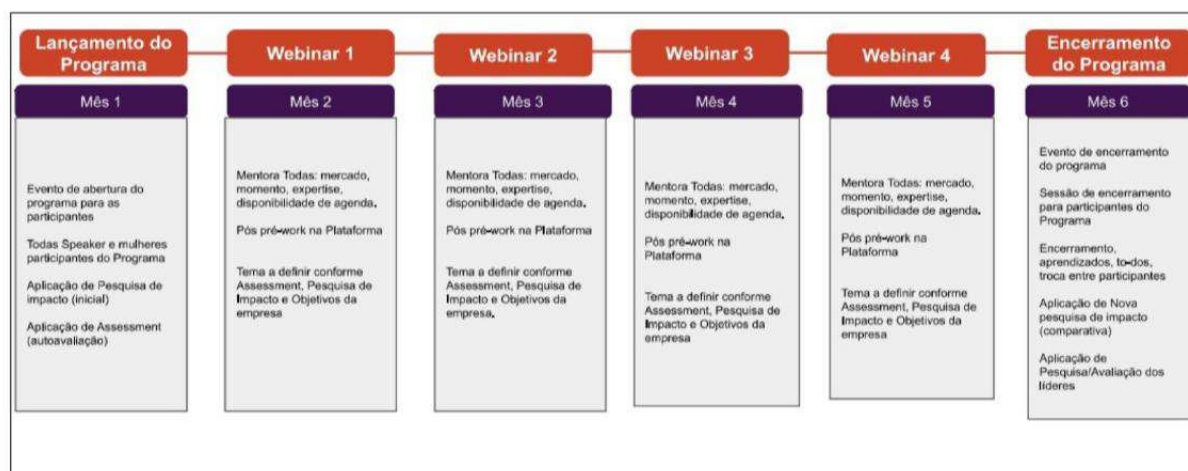 Lançamento do
Programa
Webinar 1
Webinar 2
Webinar 3
Webinar 4
Encerramento
do Programa
Mês 1
Mês 2
Mês 3
Mês 4
Mês 5
Mês 6
Evento de abertura do
programa para as
participantes
Todas Speaker e mulheres
participantes do Programa
Aplicação de Pesquisa de
impacto (inicial)
Aplicação de Assessment
(autoavaliação)
Mentora Todas: mercado,
momento, expertise,
disponibilidade de agenda.
Pós pré-work na Plataforma
Tema a definir conforme
Assessment, Pesquisa de
Impacto e Objetivos da
empresa
Mentora Todas: mercado,
momento, expertise,
disponibilidade de agenda.
Pós pré-work na Plataforma
Tema a definir conforme
Assessment, Pesquisa de
Impacto e Objetivos da
empresa.
Mentora Todas: mercado,
momento, expertise,
disponibilidade de agenda.
Pós pré-work na
Plataforma
Tema a definir conforme
Assessment, Pesquisa de
Impacto e Objetivos da
empresa
Mentora Todas: mercado,
momento, expertise,
disponibilidade de agenda.
Pós pré-work na
Plataforma
Tema a definir conforme
Assessment, Pesquisa de
Impacto e Objetivos da
empresa
Evento de encerramento
do programa
Sessão de encerramento
para participantes do
Programa
Encerramento,
aprendizados, to-dos,
troca entre participantes
Aplicação de Nova
pesquisa de impacto
(comparativa)
Aplicação de
Pesquisa/Avaliação dos
líderes